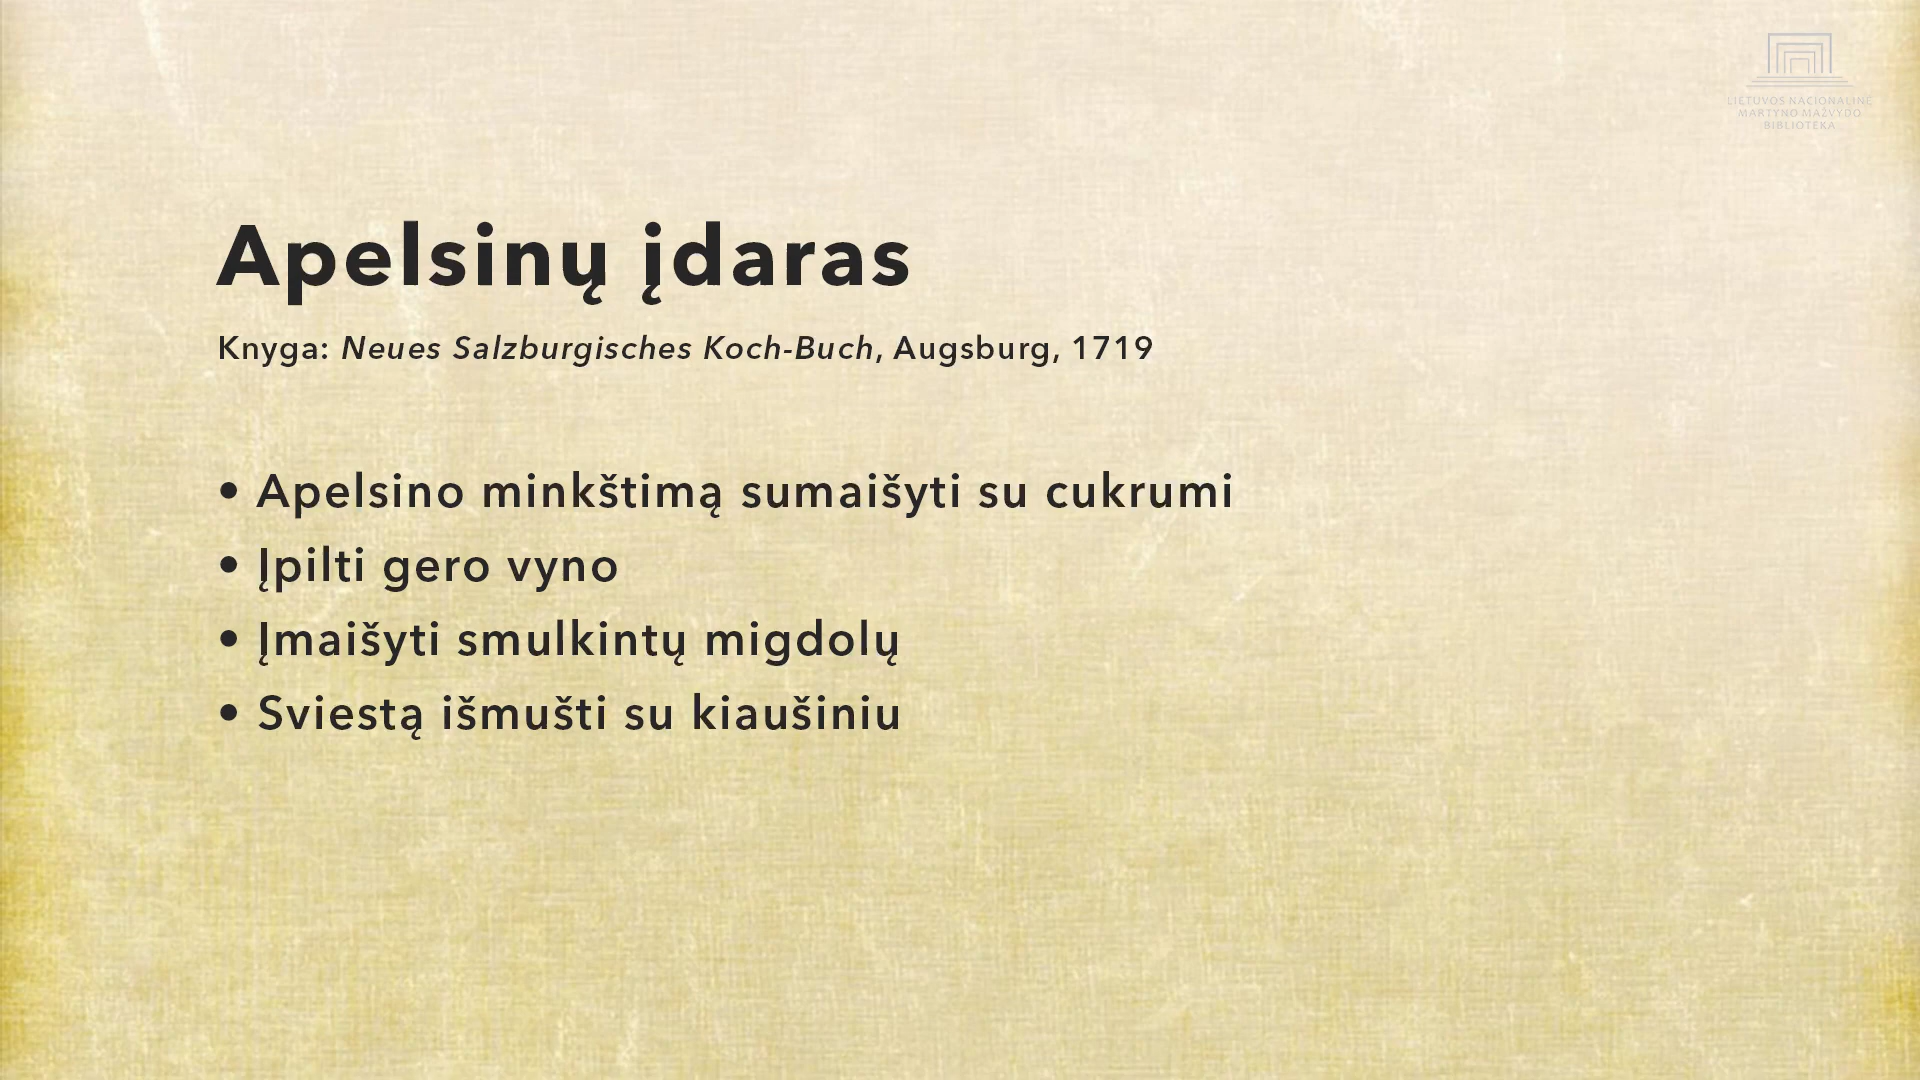 LIETUVOS NACIONALINĖ
MARTYNO MAŽVYDO
BIBLIOTEKA
Apelsinų įdaras
Knyga: Neues Salzburgisches Koch-Buch, Augsburg, 1719
• Apelsino minkštimą sumaišyti su cukrumi
• Įpilti gero vyno
• Įmaišyti smulkintų migdolų
• Sviestą išmušti su kiaušiniu